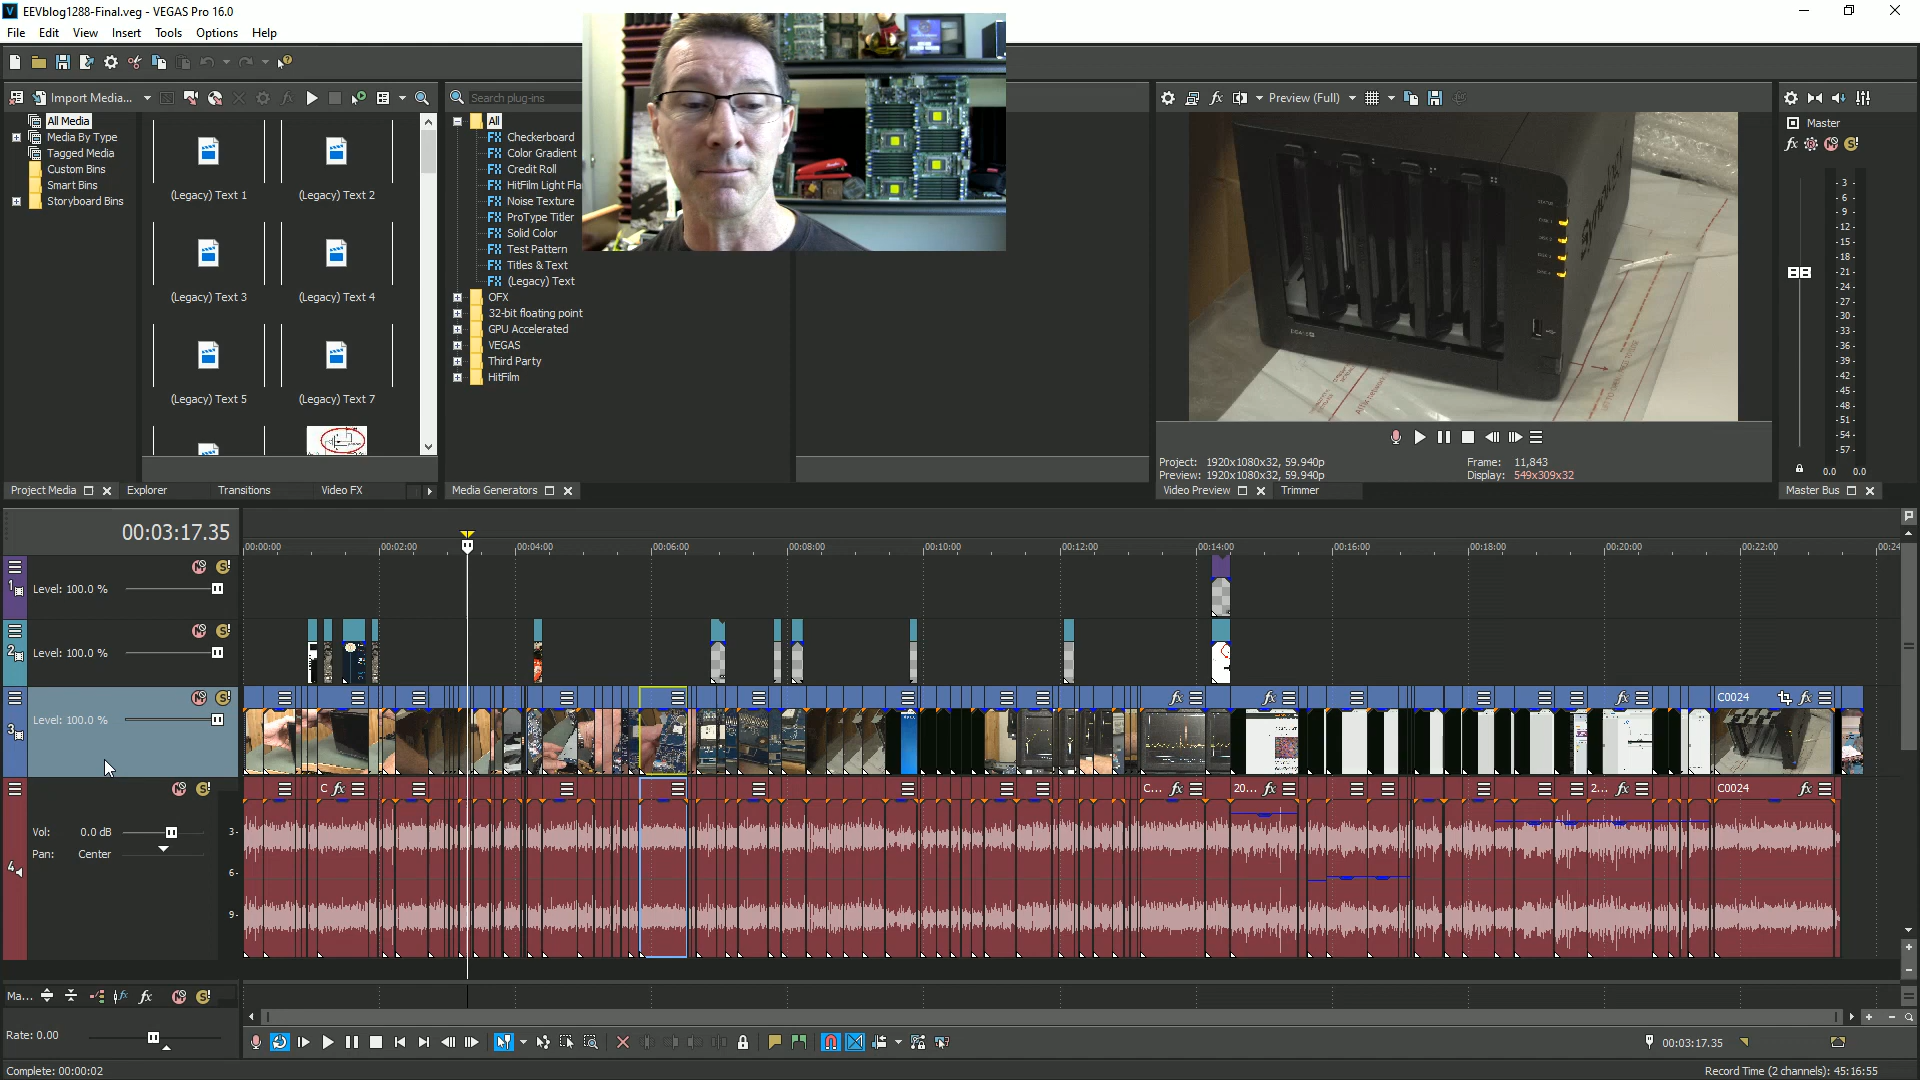 EEVblog1288-Final.veg - VEGAS Pro 16.0
File Edit View Insert Tools Options Help
Import Media...
Search plug-ins
Preview (Full)
All Media
Media By Type
Tagged Media
Custom Bins
Smart Bins
Storyboard Bins
(Legacy) Text 1
(Legacy) Text 2
(Legacy) Text 3
(Legacy) Text 4
(Legacy) Text 5
(Legacy) Text 7
All
Checkerboard
Color Gradient
Credit Roll
HitFilm Light Fla
Noise Texture
ProType Titler
Solid Color
Test Pattern
Titles & Text
(Legacy) Text
OFX
32-bit floating point
GPU Accelerated
VEGAS
Third Party
HitFilm
Synology
Master
-3-
-6-
-9-
-12-
-15-
-18-
-21-
-24-
-27-
-30-
-33-
-36-
-39-
-42-
-45-
-48-
-51-
-54-
-57-
0.0 0.0
Project: 1920x1080x32, 59.940p
Preview: 1920x1080x32, 59.940p
Frame: 11,843
Display: 549x309x32
Project Media Explorer Transitions Video FX
Media Generators
Video Preview Trimmer
Master Bus
00:03:17.35
00:00:00 00:02:00 00:04:00 00:06:00 00:08:00 00:10:00 00:12:00 00:14:00 00:16:00 00:18:00 00:20:00 00:22:00 00:24
1
Level: 100.0 %
2
Level: 100.0 %
3
Level: 100.0 %
C0024
4
C C... 20... 2... C0024
Vol: 0.0 dB
Pan: Center
3-
6-
9-
Ma...
Rate: 0.00
00:03:17.35
Complete: 00:00:02
Record Time (2 channels): 45:16:55